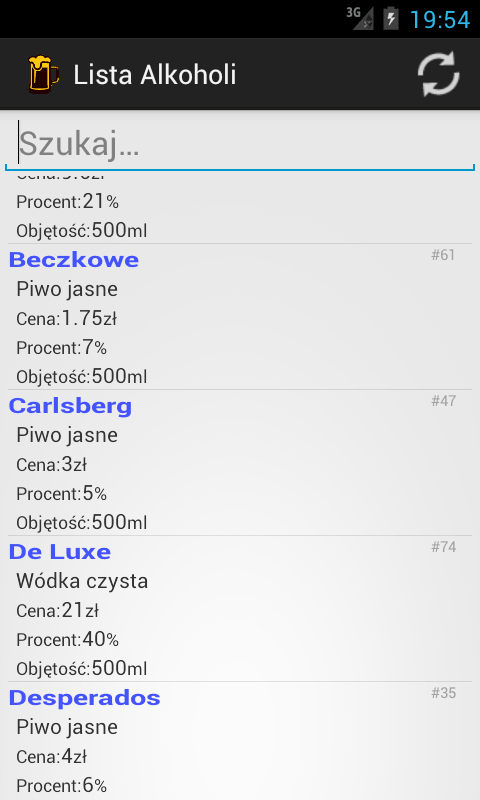 3G
19:54
Lista Alkoholi
Szukaj...
Procent:21%
Objętość:500ml
Beczkowe #61
Piwo jasne
Cena:1.75zł
Procent:7%
Objętość:500ml
Carlsberg #47
Piwo jasne
Cena:3zł
Procent:5%
Objętość:500ml
De Luxe #74
Wódka czysta
Cena:21zł
Procent:40%
Objętość:500ml
Desperados #35
Piwo jasne
Cena:4zł
Procent:6%